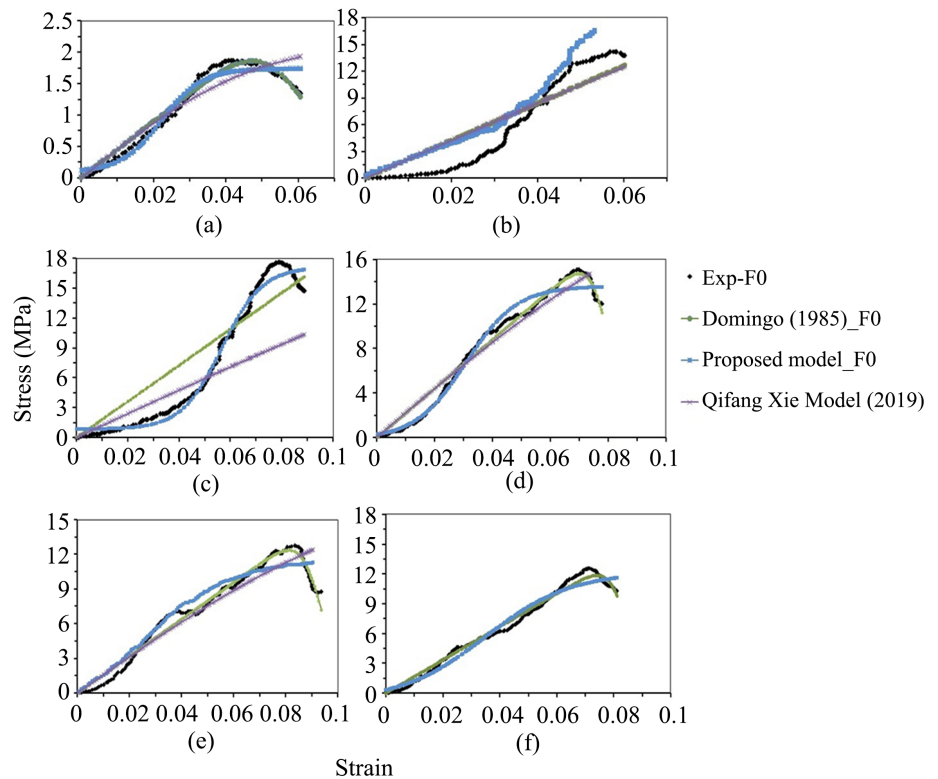 2.5
2
1.5
1
0.5
0
0 0.02 0.04 0.06
(a)
18
15
12
9
6
3
0
0 0.02 0.04 0.06
(b)
Stress (MPa)
18
15
12
9
6
3
0
0 0.02 0.04 0.06 0.08 0.1
(c)
16
12
8
4
0
0 0.02 0.04 0.06 0.08 0.1
(d)
Exp-F0
Domingo (1985)_F0
Proposed model_F0
Qifang Xie Model (2019)
15
12
9
6
3
0
0 0.02 0.04 0.06 0.08 0.1
(e)
18
15
12
9
6
3
0
0 0.02 0.04 0.06 0.08 0.1
(f)
Strain